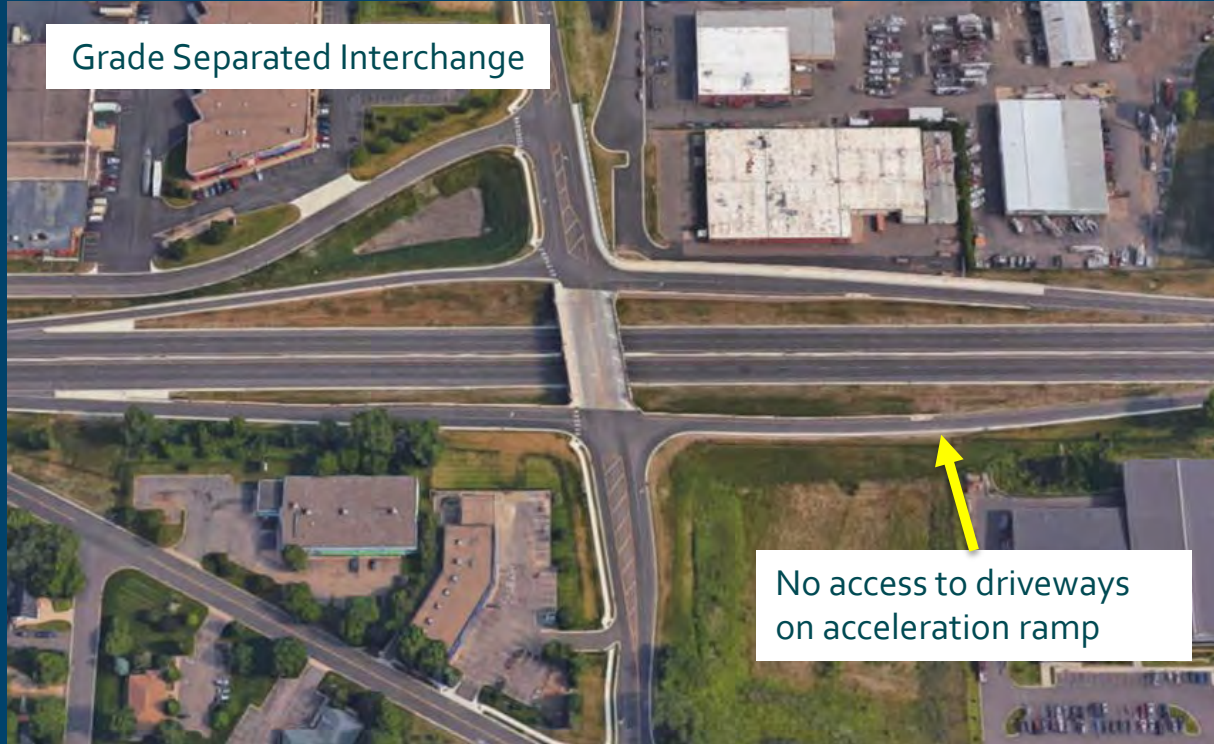 Grade Separated Interchange
No access to driveways
on acceleration ramp